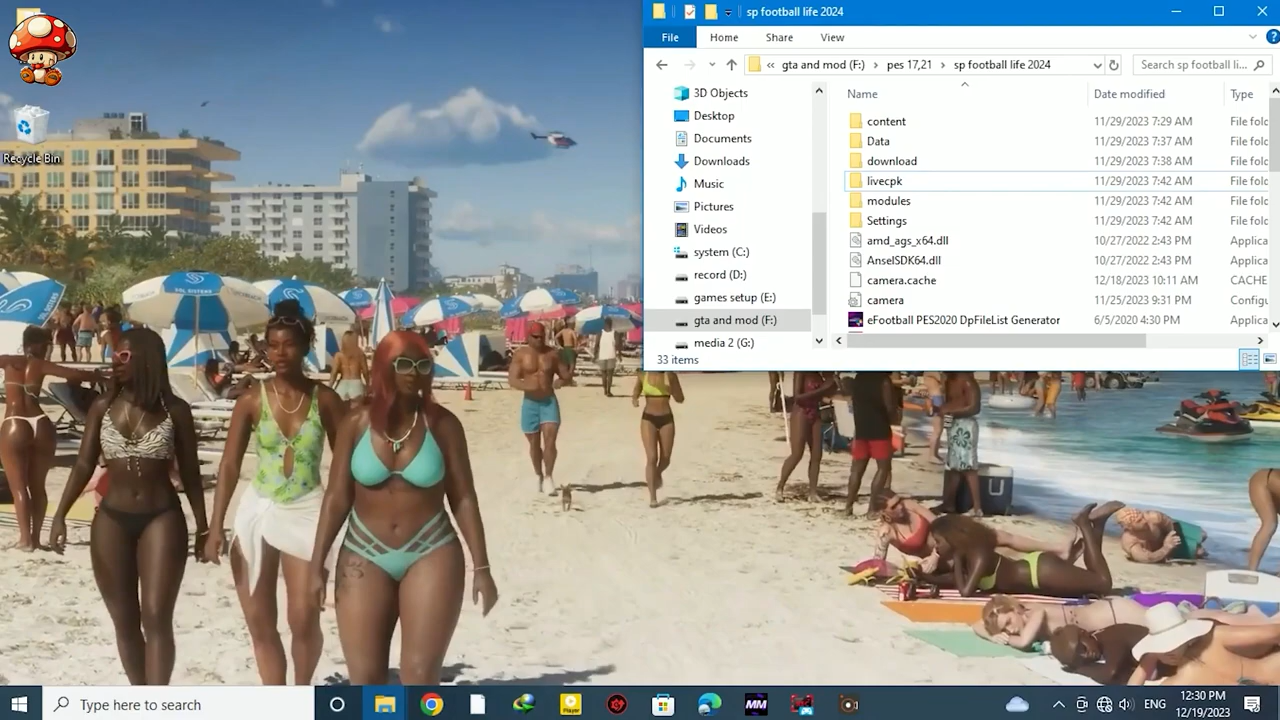 Recycle Bin
sp football life 2024
File
Home
Share
View
gta and mod (F:)
pes 17,21
sp football life 2024
Search sp football li...
3D Objects
Desktop
Documents
Downloads
Music
Pictures
Videos
system (C:)
record (D:)
games setup (E:)
gta and mod (F:)
media 2 (G:)
Name Date modified Type
content 11/29/2023 7:29 AM File folc
Data 11/29/2023 7:37 AM File folc
download 11/29/2023 7:38 AM File folc
livecpk 11/29/2023 7:42 AM File folc
modules 11/29/2023 7:42 AM File folc
Settings 11/29/2023 7:42 AM File folc
amd_ags_x64.dll 10/27/2022 2:43 PM Applica
AnselSDK64.dll 10/27/2022 2:43 PM Applica
camera.cache 12/18/2023 10:11 AM CACHE
camera 11/25/2023 9:31 PM Configu
eFootball PES2020 DpFileList Generator 6/5/2020 4:30 PM Applica
33 items
Type here to search
Player
MM
ENG
12:30 PM
12/19/2023